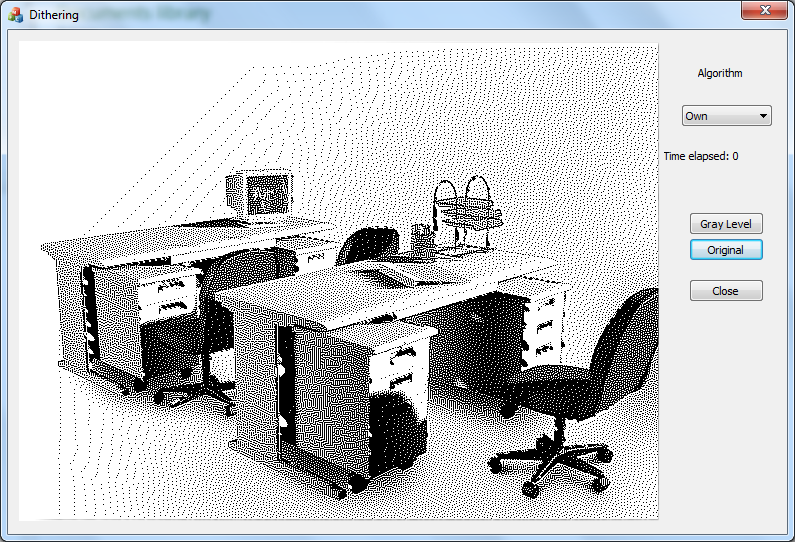 Dithering
Algorithm
Own
Time elapsed: 0
Gray Level
Original
Close